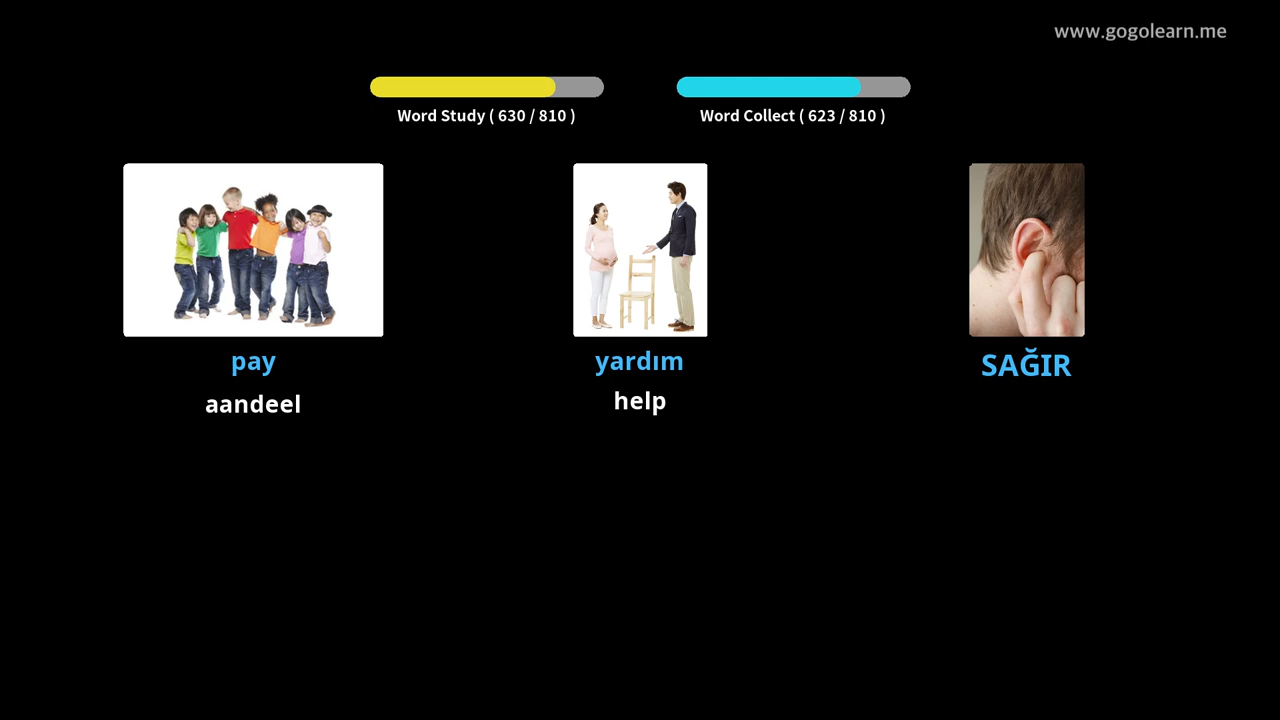 www.gogolearn.me
Word Study ( 630 / 810 )
Word Collect ( 623 / 810 )
pay
aandeel
yardım
help
SAĞIR